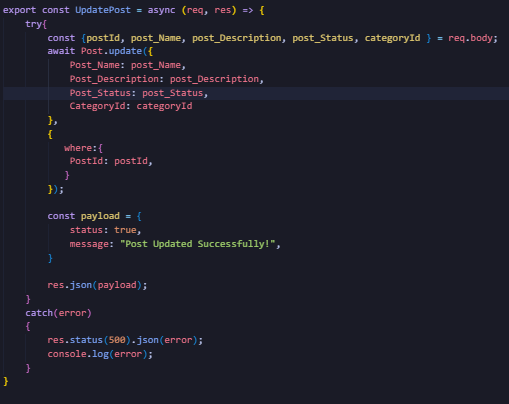 export const UpdatePost = async (req, res) => {
    try{
        const {postId, post_Name, post_Description, post_Status, categoryId } = req.body;
        await Post.update({
            Post_Name: post_Name,
            Post_Description: post_Description,
            Post_Status: post_Status,
            CategoryId: categoryId
        },
        {
           where:{
            PostId: postId,
           }
        });

        const payload = {
            status: true,
            message: "Post Updated Successfully!",
        }

        res.json(payload);
    }
    catch(error)
    {
        res.status(500).json(error);
        console.log(error);
    }
}